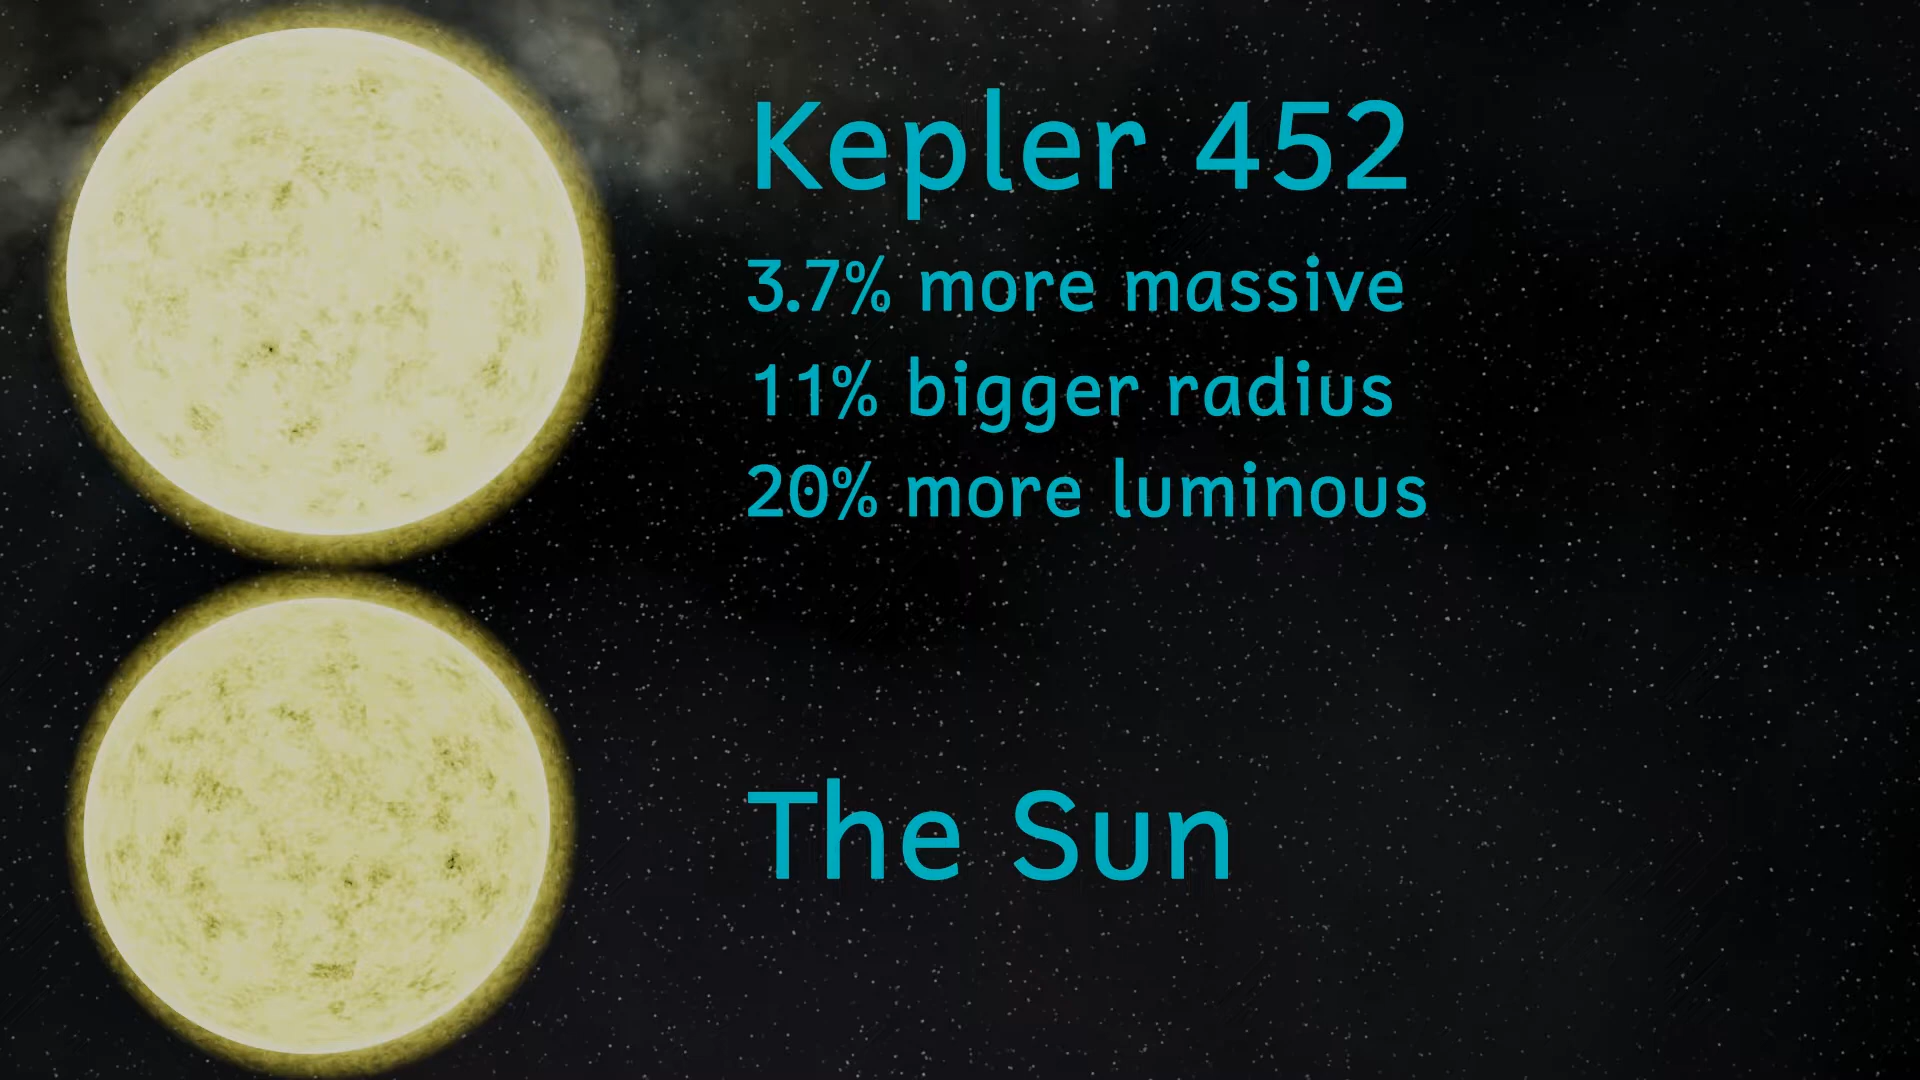 Kepler 452
3.7% more massive
11% bigger radius
20% more luminous
The Sun